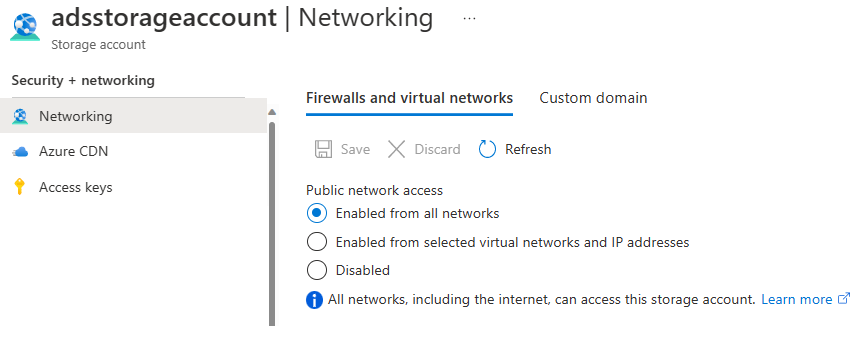 adsstorageaccount | Networking ...
Storage account
Security + networking
Networking
Azure CDN
Access keys
Firewalls and virtual networks Custom domain
Save Discard Refresh
Public network access
Enabled from all networks
Enabled from selected virtual networks and IP addresses
Disabled
All networks, including the internet, can access this storage account. Learn more